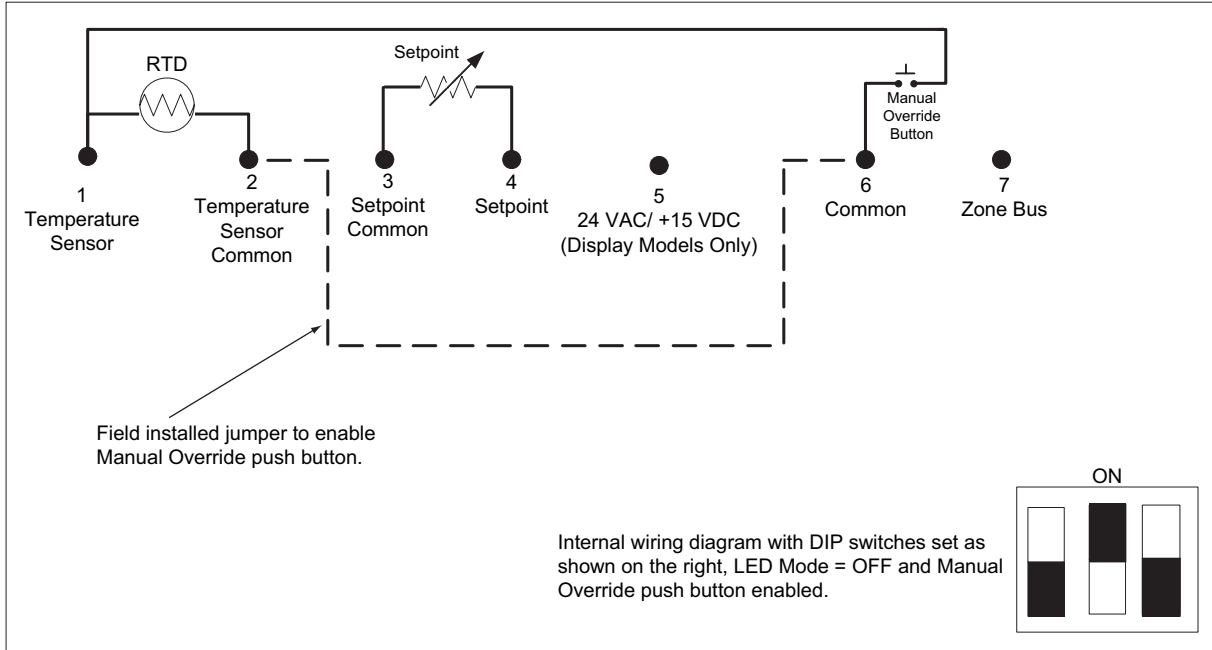 Setpoint
RTD
Manual
Override
Button
1
Temperature
Sensor
2
Temperature
Sensor
Common
3
Setpoint
Common
4
Setpoint
5
24 VAC/ +15 VDC
(Display Models Only)
6
Common
7
Zone Bus
Field installed jumper to enable
Manual Override push button.
ON
Internal wiring diagram with DIP switches set as
shown on the right, LED Mode = OFF and Manual
Override push button enabled.